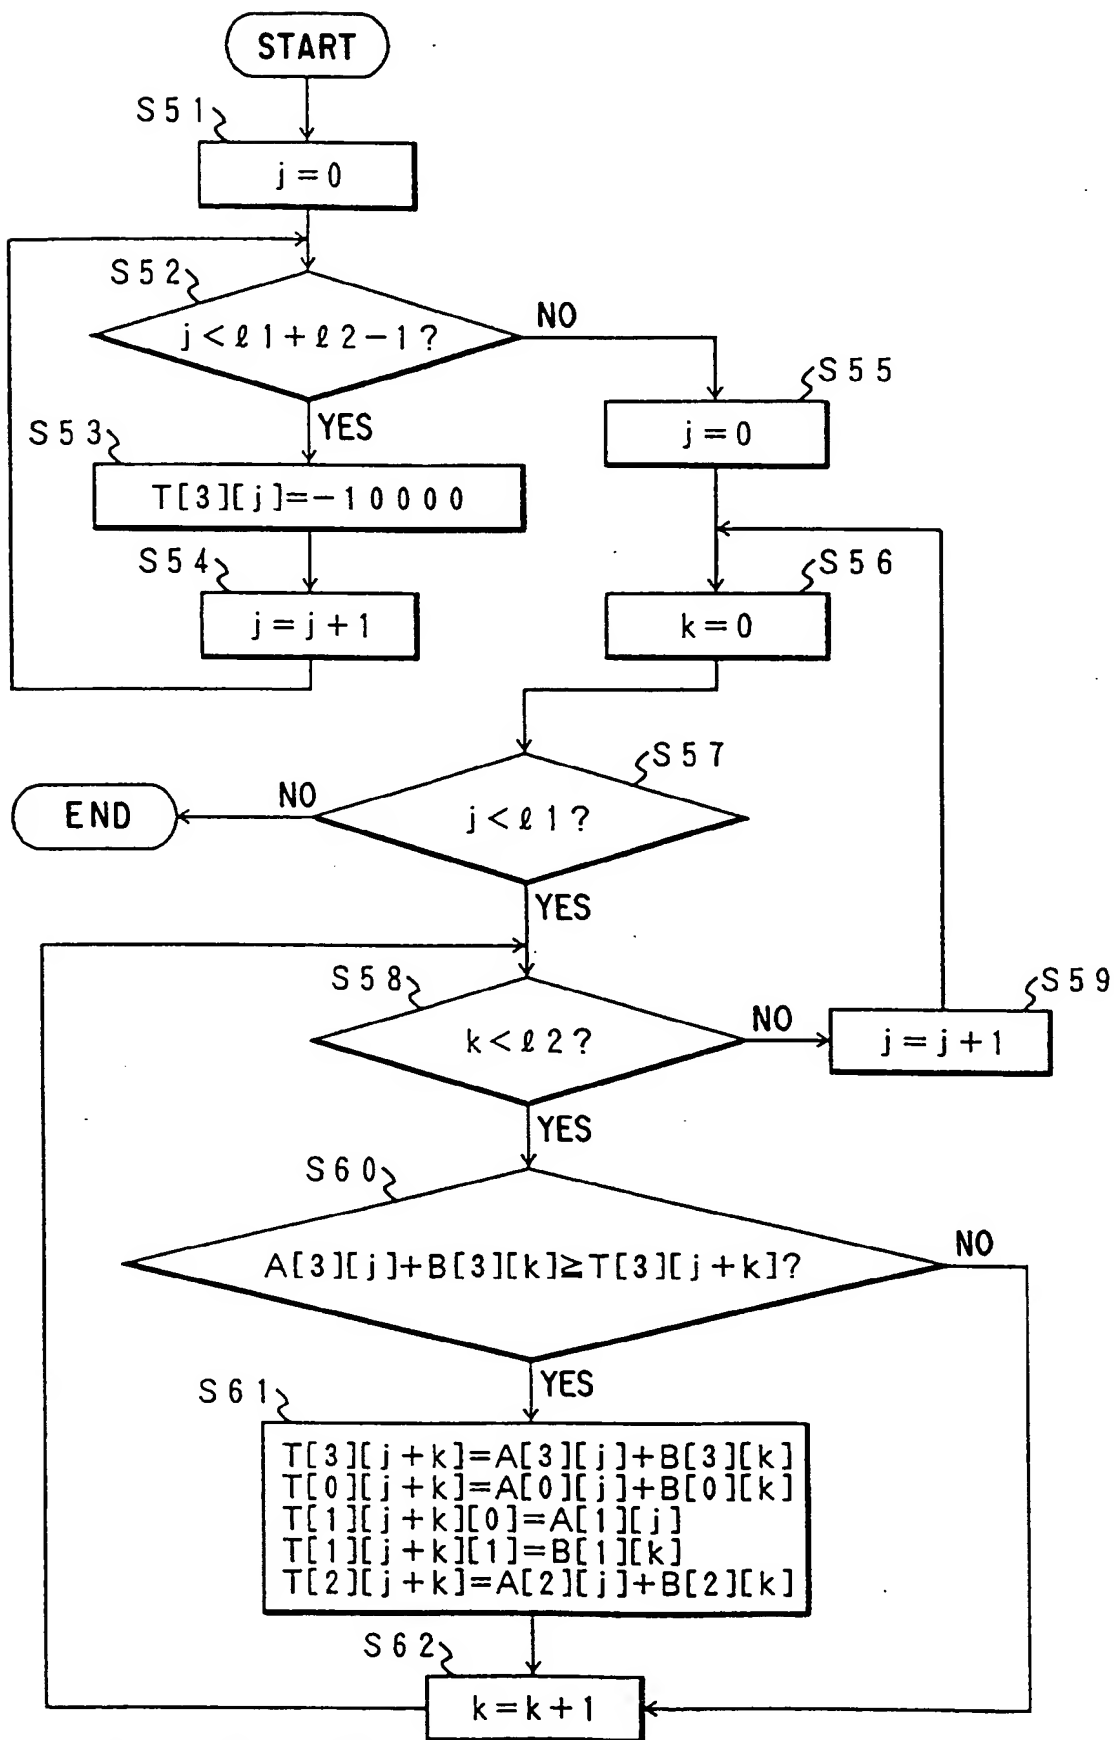 START
S51
j=0
S52
j<ℓ1+ℓ2-1?
NO
YES
S53
T[3][j]=-10000
S54
j=j+1
S55
j=0
S56
k=0
S57
j<ℓ1?
NO
END
YES
S58
k<ℓ2?
NO
S59
j=j+1
YES
S60
A[3][j]+B[3][k]≧T[3][j+k]?
NO
YES
S61
T[3][j+k]=A[3][j]+B[3][k]
T[0][j+k]=A[0][j]+B[0][k]
T[1][j+k][0]=A[1][j]
T[1][j+k][1]=B[1][k]
T[2][j+k]=A[2][j]+B[2][k]
S62
k=k+1